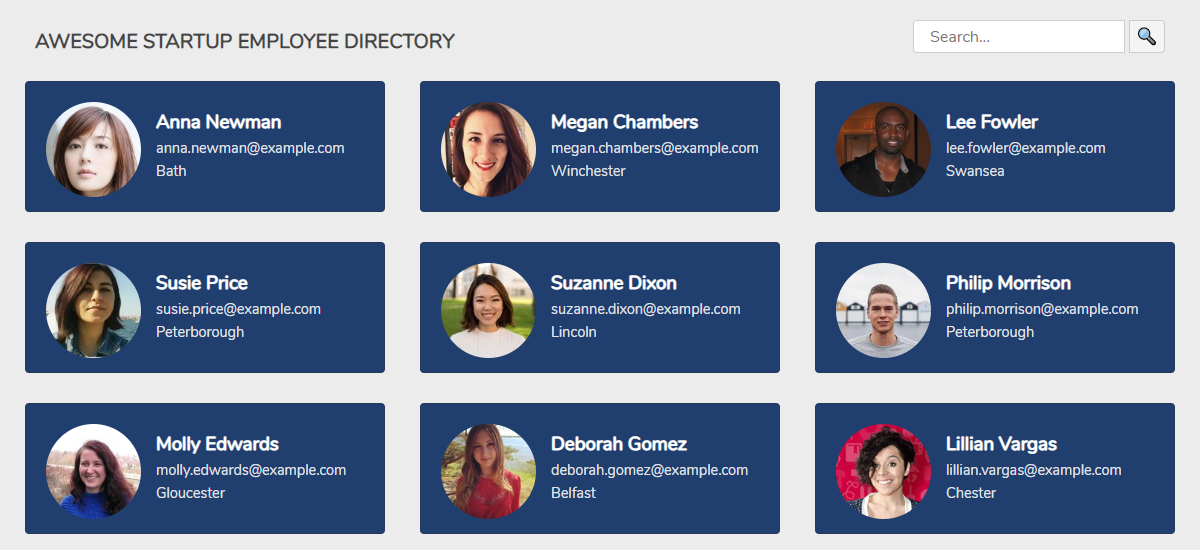 AWESOME STARTUP EMPLOYEE DIRECTORY
Search...
Anna Newman
anna.newman@example.com
Bath
Megan Chambers
megan.chambers@example.com
Winchester
Lee Fowler
lee.fowler@example.com
Swansea
Susie Price
susie.price@example.com
Peterborough
Suzanne Dixon
suzanne.dixon@example.com
Lincoln
Philip Morrison
philip.morrison@example.com
Peterborough
Molly Edwards
molly.edwards@example.com
Gloucester
Deborah Gomez
deborah.gomez@example.com
Belfast
Lillian Vargas
lillian.vargas@example.com
Chester